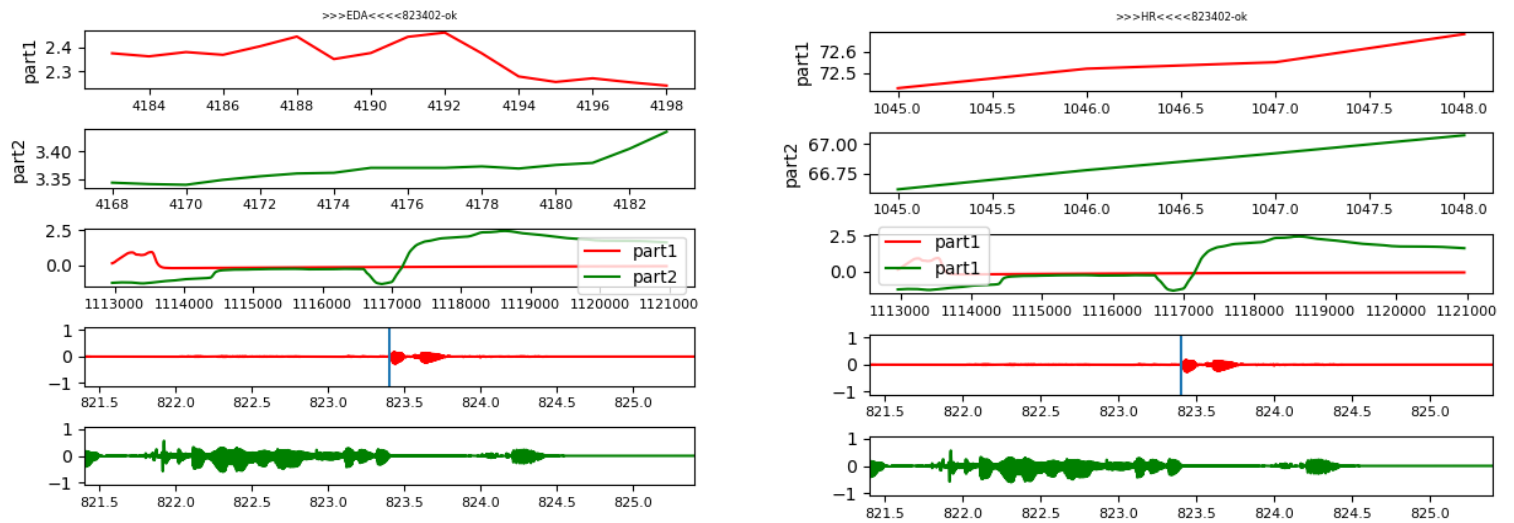 >>>EDA<<<<823402-ok
part1
2.4
2.3
4184 4186 4188 4190 4192 4194 4196 4198
part2
3.40
3.35
4168 4170 4172 4174 4176 4178 4180 4182
2.5
0.0
part1
part2
1113000 1114000 1115000 1116000 1117000 1118000 1119000 1120000 1121000
1
0
−1
821.5 822.0 822.5 823.0 823.5 824.0 824.5 825.0
1
0
−1
821.5 822.0 822.5 823.0 823.5 824.0 824.5 825.0
>>>HR<<<<823402-ok
part1
72.6
72.5
1045.0 1045.5 1046.0 1046.5 1047.0 1047.5 1048.0
part2
67.00
66.75
1045.0 1045.5 1046.0 1046.5 1047.0 1047.5 1048.0
2.5
0.0
part1
part1
1113000 1114000 1115000 1116000 1117000 1118000 1119000 1120000 1121000
1
0
−1
821.5 822.0 822.5 823.0 823.5 824.0 824.5 825.0
1
0
−1
821.5 822.0 822.5 823.0 823.5 824.0 824.5 825.0